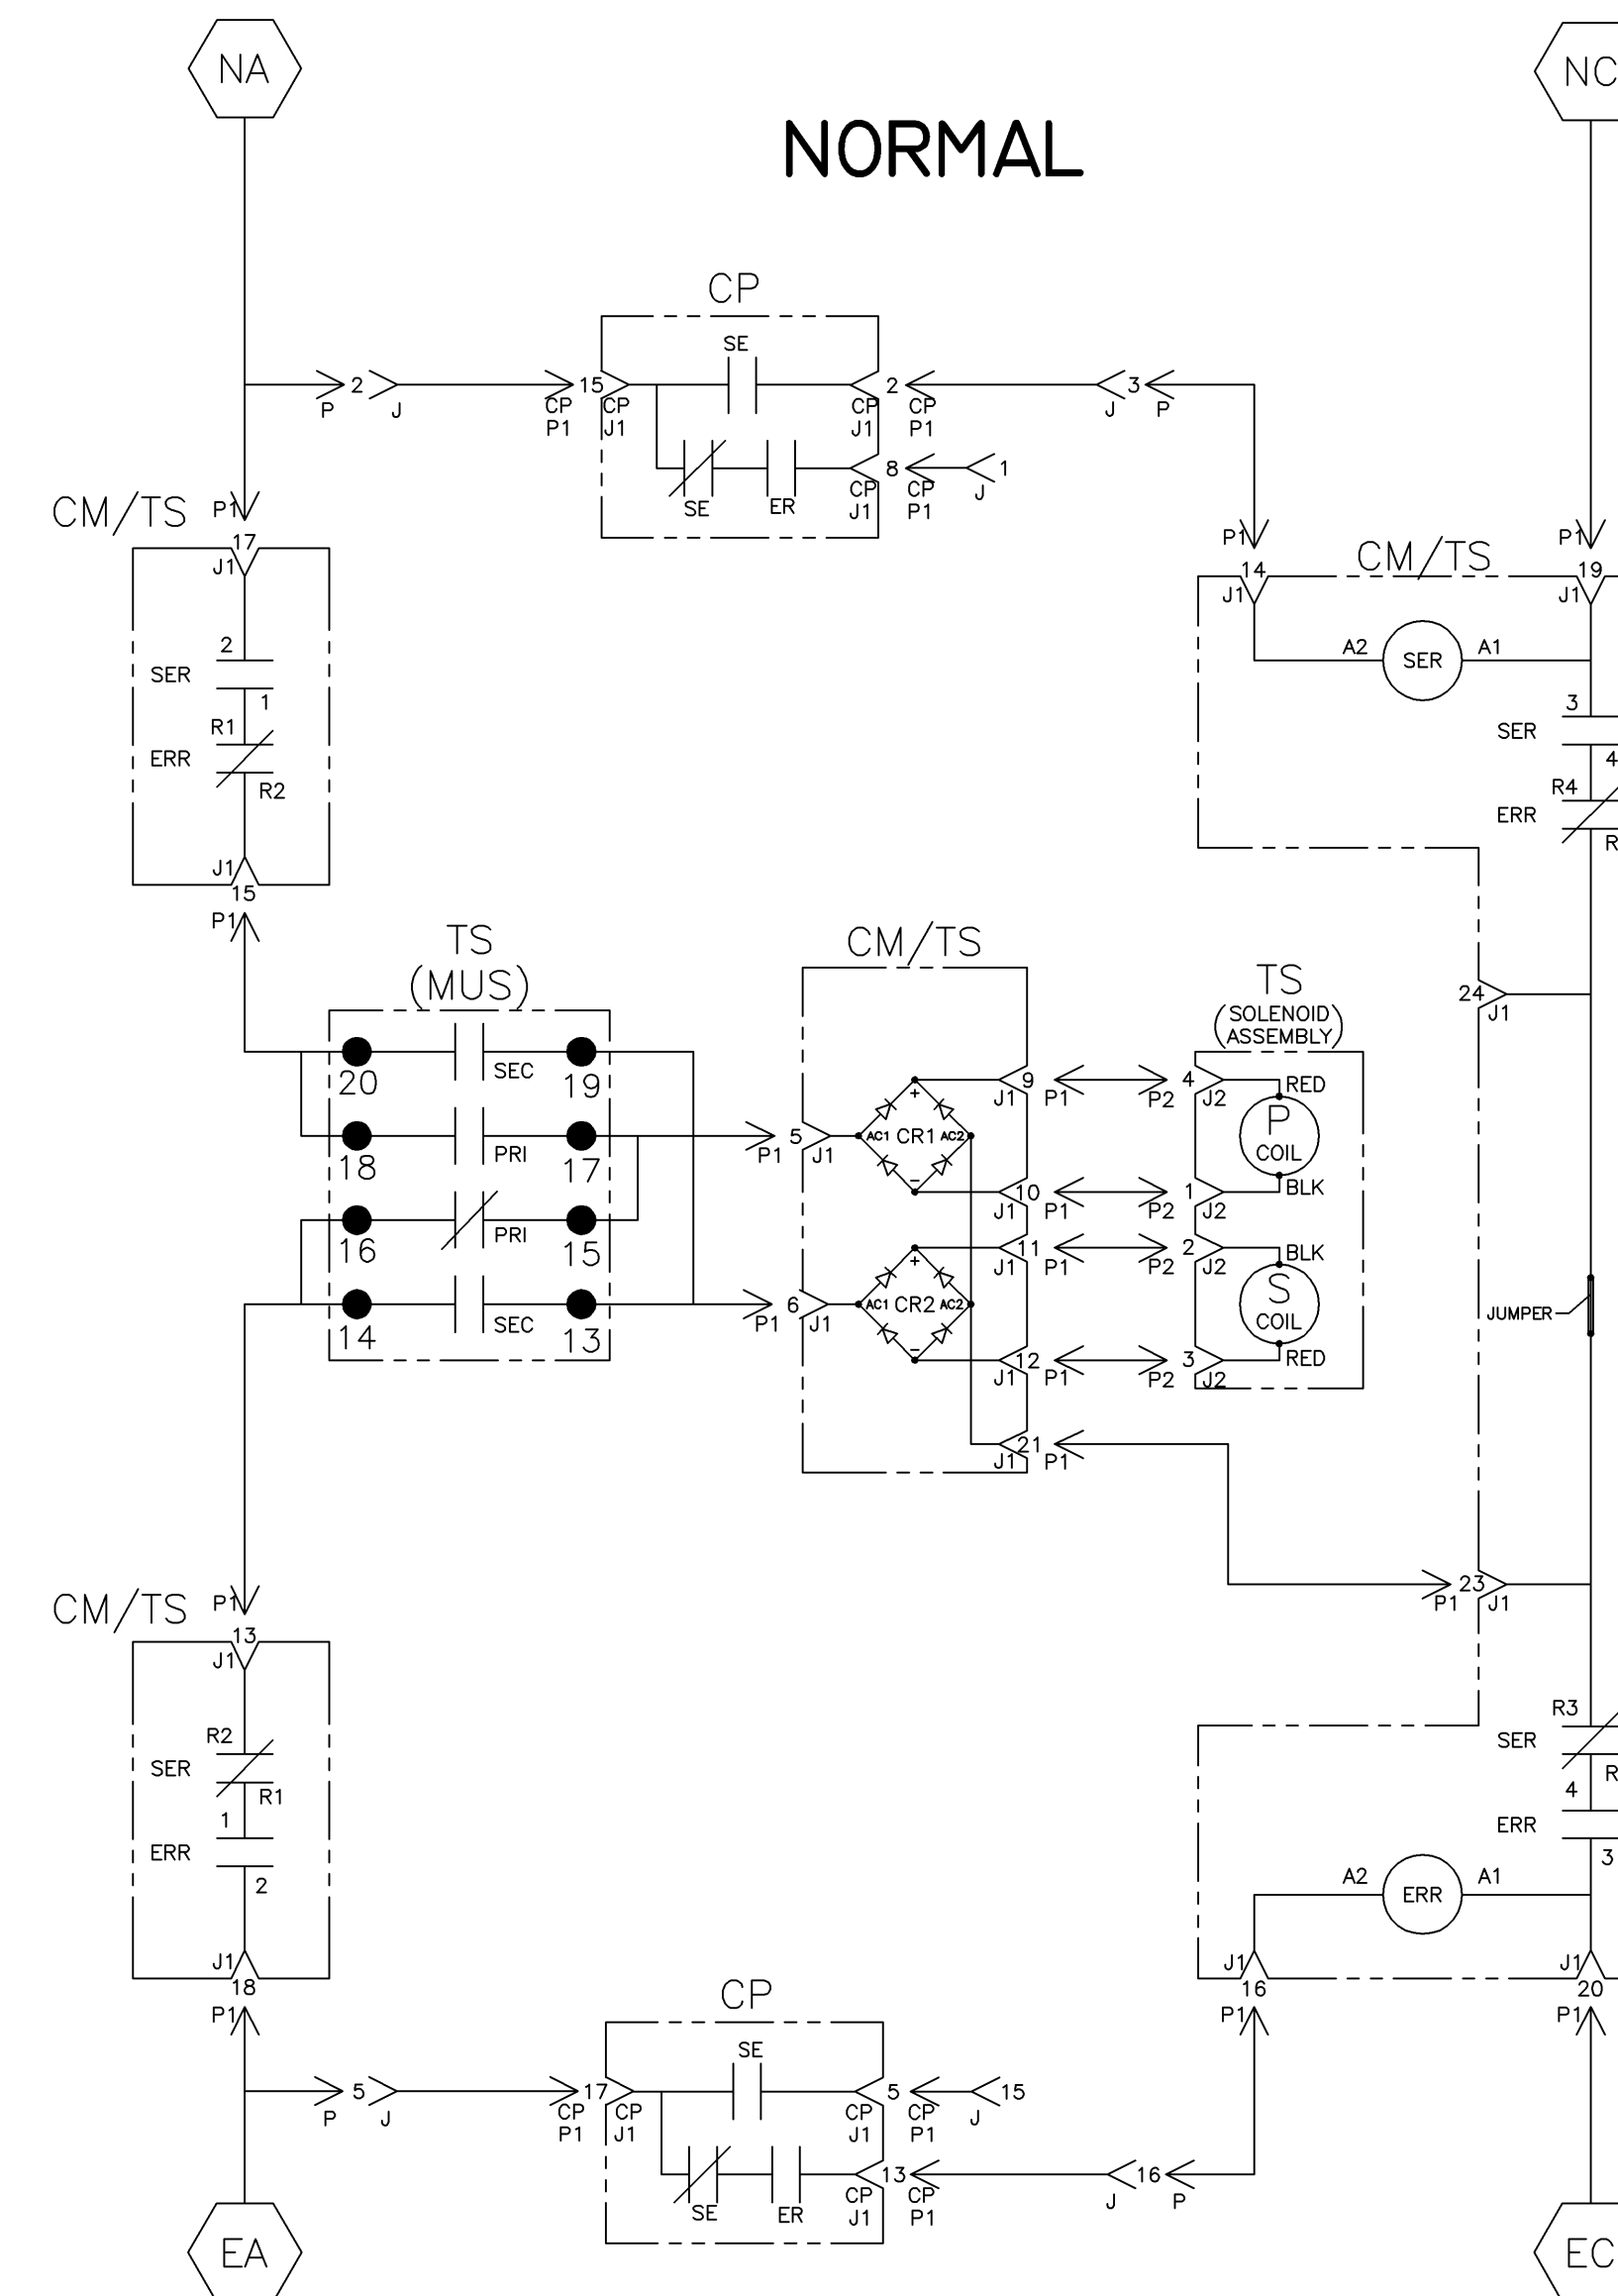 NA
NC
NORMAL
CP
SE
2
15
2
3
P
J
CP
CP
CP
CP
J
P
P1
J1
J1
P1
8
1
SE
ER
CP
CP
J
J1
P1
CM/TS
P1
17
J1
P1
CM/TS
P1
14
19
J1
J1
2
SER
1
A2
SER
A1
R1
ERR
R2
3
SER
4
R4
ERR
J1
15
P1
TS
(MUS)
CM/TS
TS
(SOLENOID)
ASSEMBLY
24
J1
20
SEC
19
9
J1
P1
P2
4
J2
RED
P
COIL
18
PRI
17
P1
5
J1
AC1
CR1
AC2
+
-
10
J1
P1
P2
1
J2
BLK
16
PRI
15
11
J1
P1
P2
2
J2
BLK
S
COIL
14
SEC
13
P1
6
J1
AC1
CR2
AC2
+
-
JUMPER
12
J1
P1
P2
3
J2
RED
21
J1
P1
P1
23
J1
CM/TS
P1
13
J1
R2
SER
R1
R3
SER
1
ERR
2
4
ERR
3
A2
ERR
A1
J1
18
P1
J1
16
P1
J1
20
P1
CP
SE
5
17
5
15
P
J
CP
CP
CP
CP
J
P1
J1
J1
P1
13
16
SE
ER
CP
CP
J
P
J1
P1
EA
EC